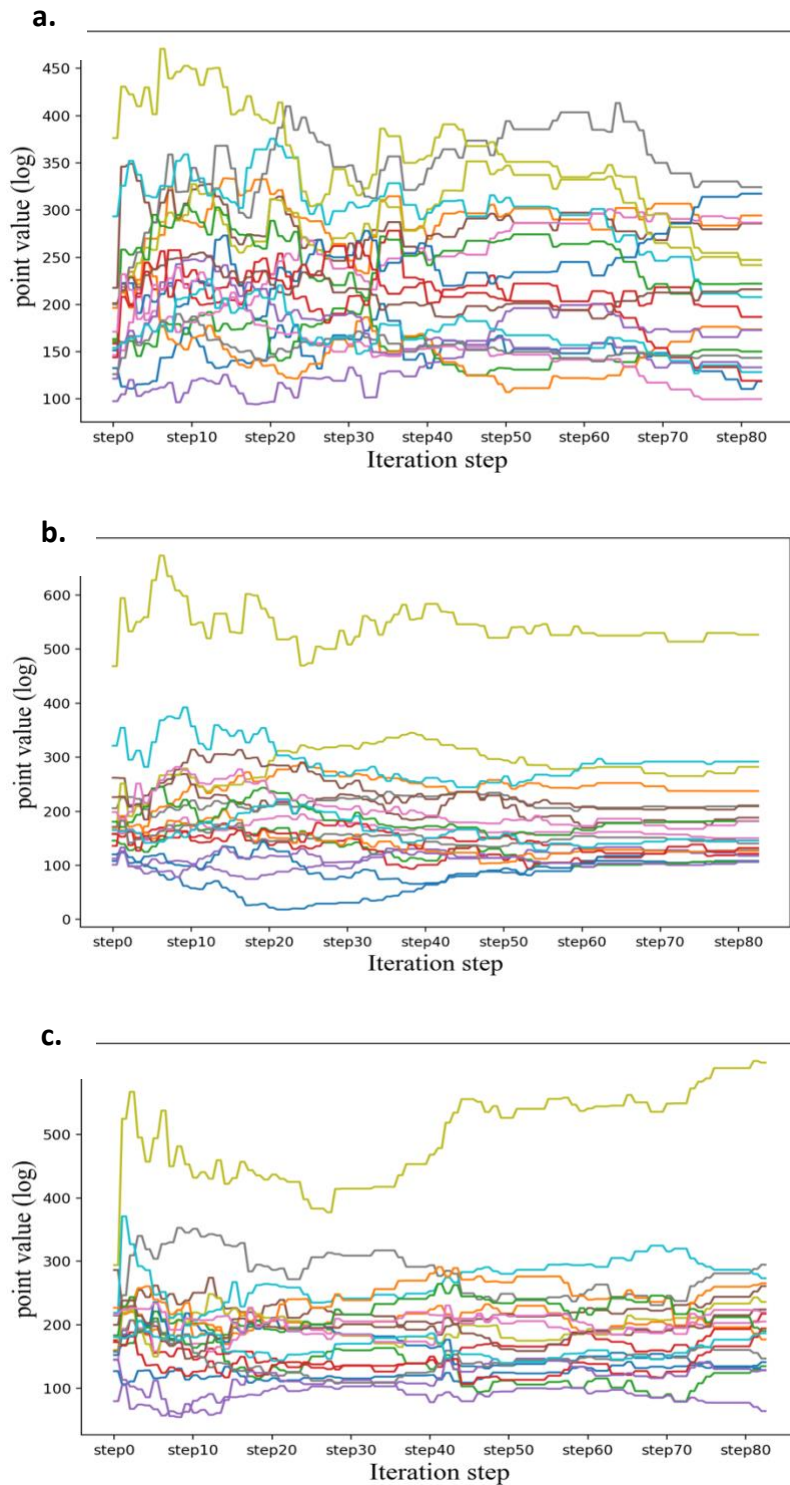 a.
450
400
350
300
250
200
150
100
point value (log)
step0 step10 step20 step30 step40 step50 step60 step70 step80
Iteration step
b.
600
500
400
300
200
100
0
point value (log)
step0 step10 step20 step30 step40 step50 step60 step70 step80
Iteration step
c.
500
400
300
200
100
point value (log)
step0 step10 step20 step30 step40 step50 step60 step70 step80
Iteration step